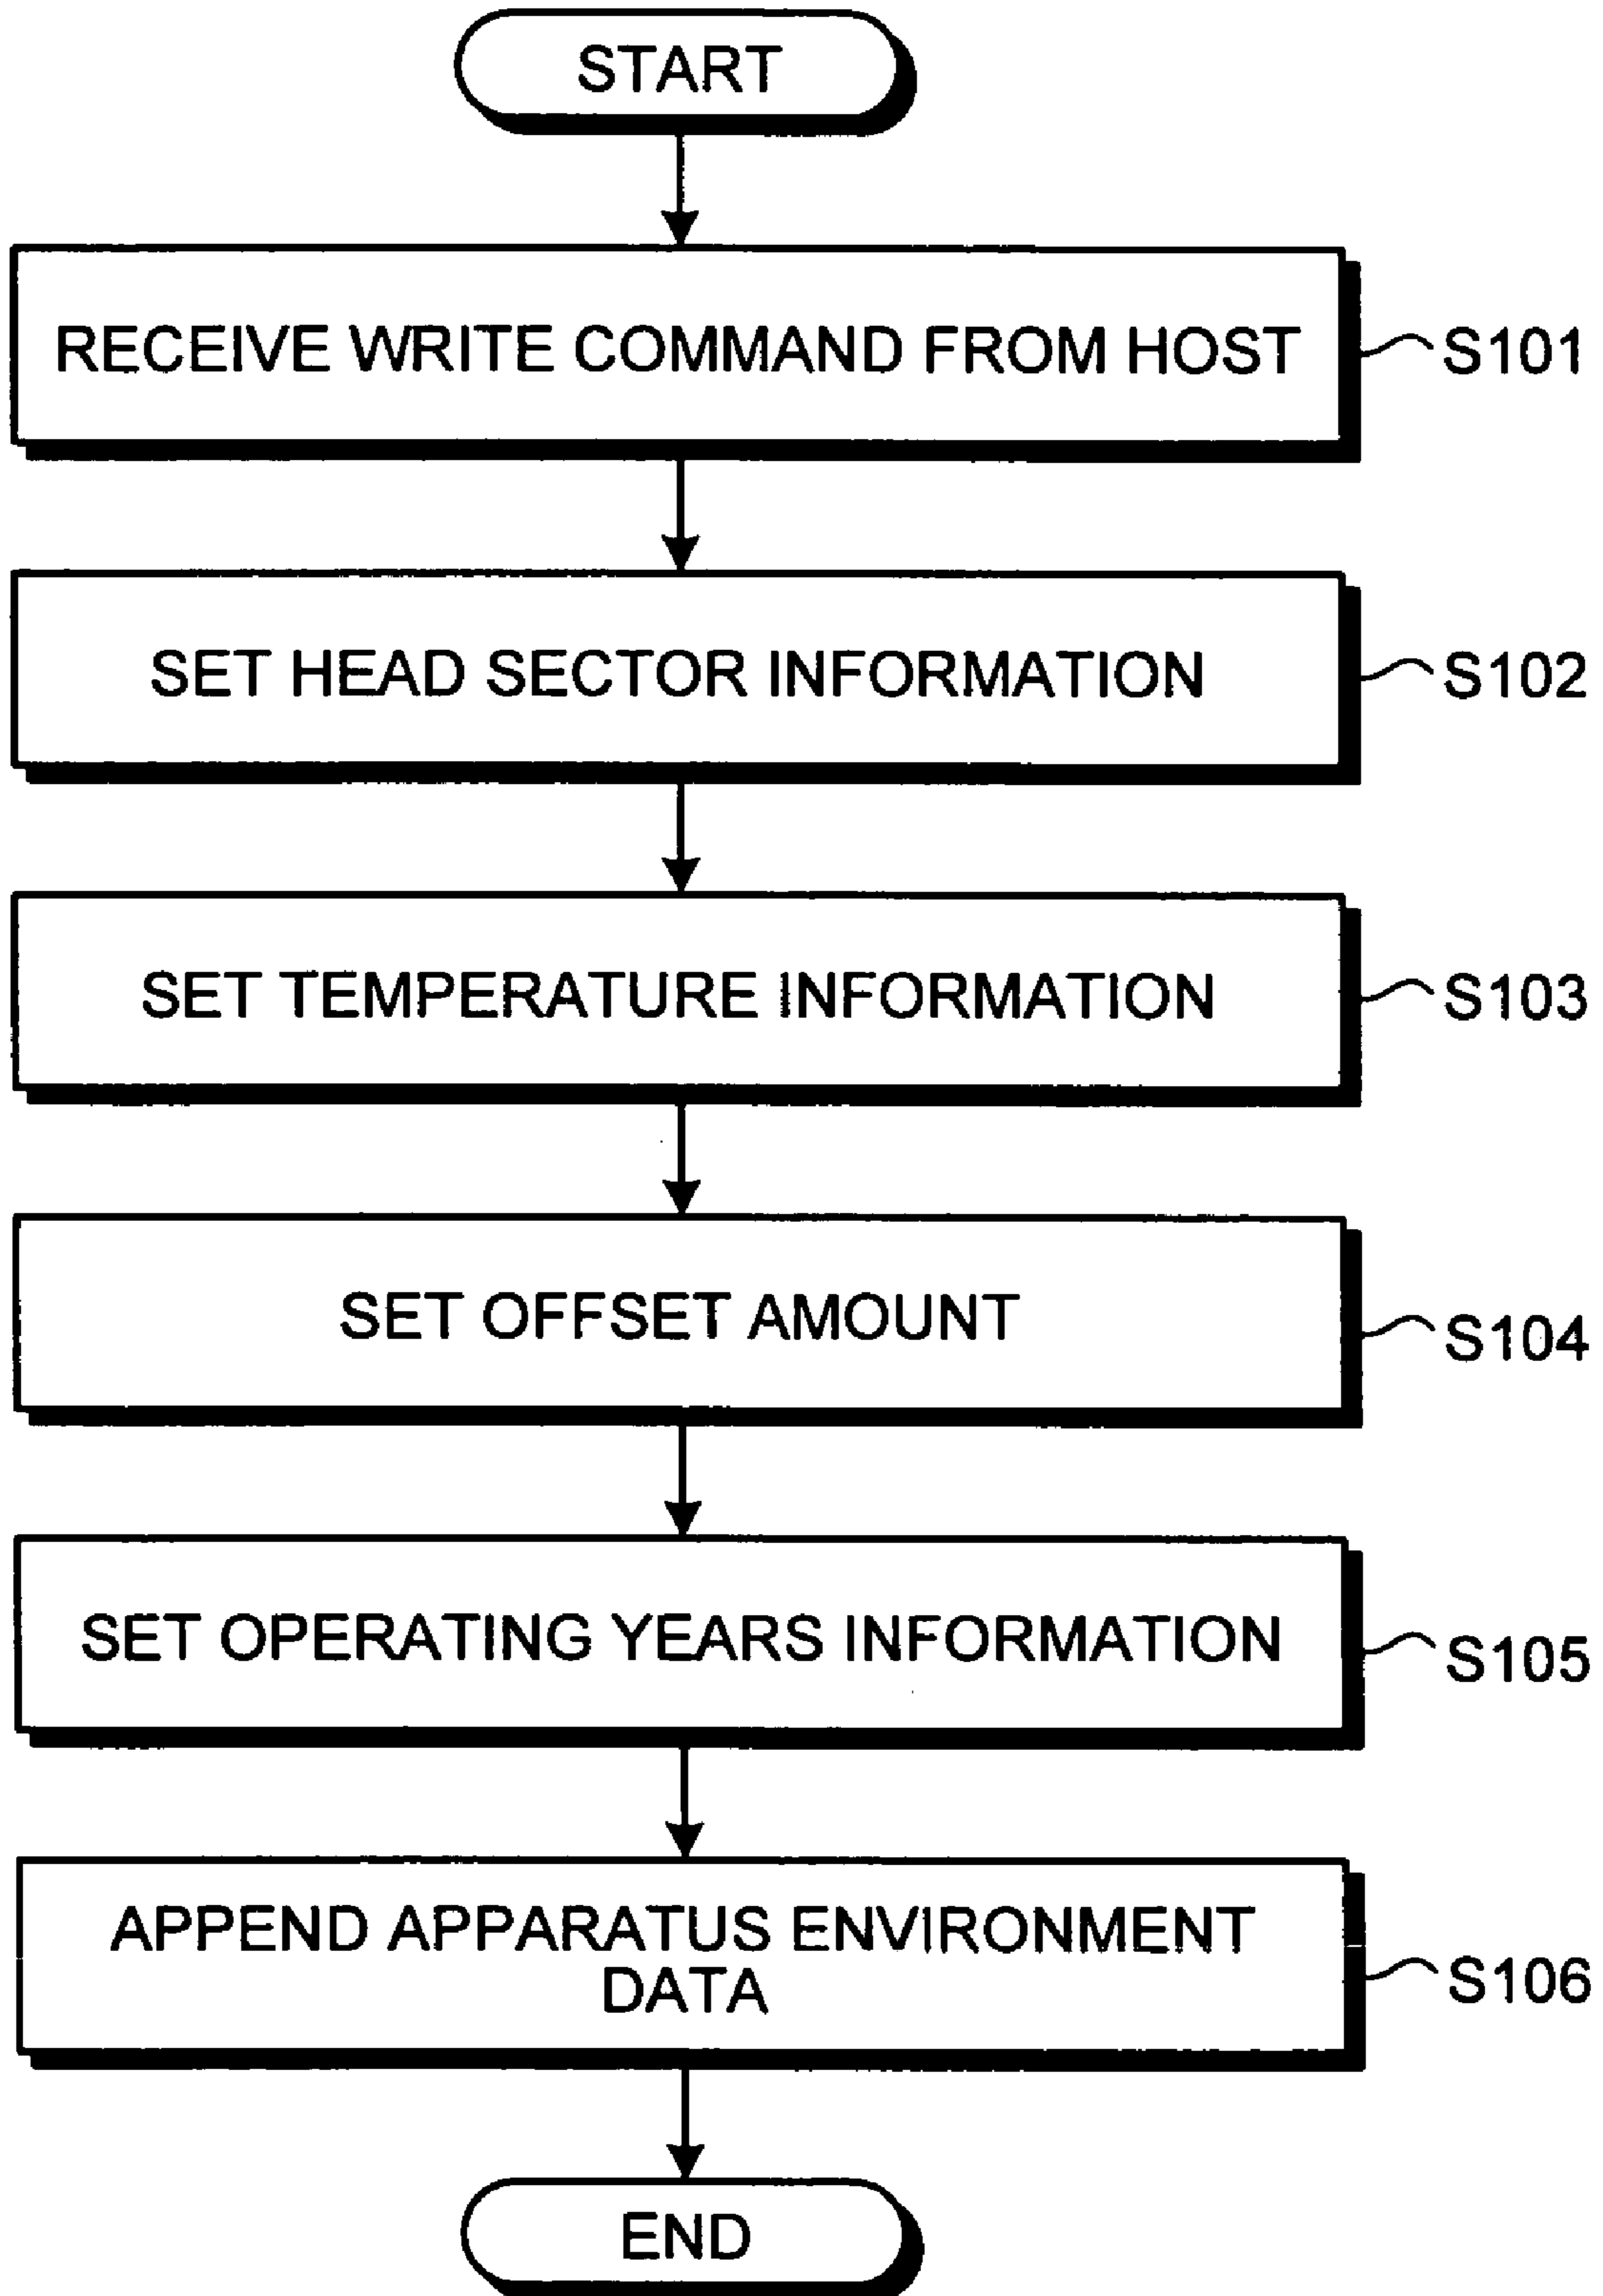 START
RECEIVE WRITE COMMAND FROM HOST
S101
SET HEAD SECTOR INFORMATION
S102
SET TEMPERATURE INFORMATION
S103
SET OFFSET AMOUNT
S104
SET OPERATING YEARS INFORMATION
S105
APPEND APPARATUS ENVIRONMENT
DATA
S106
END